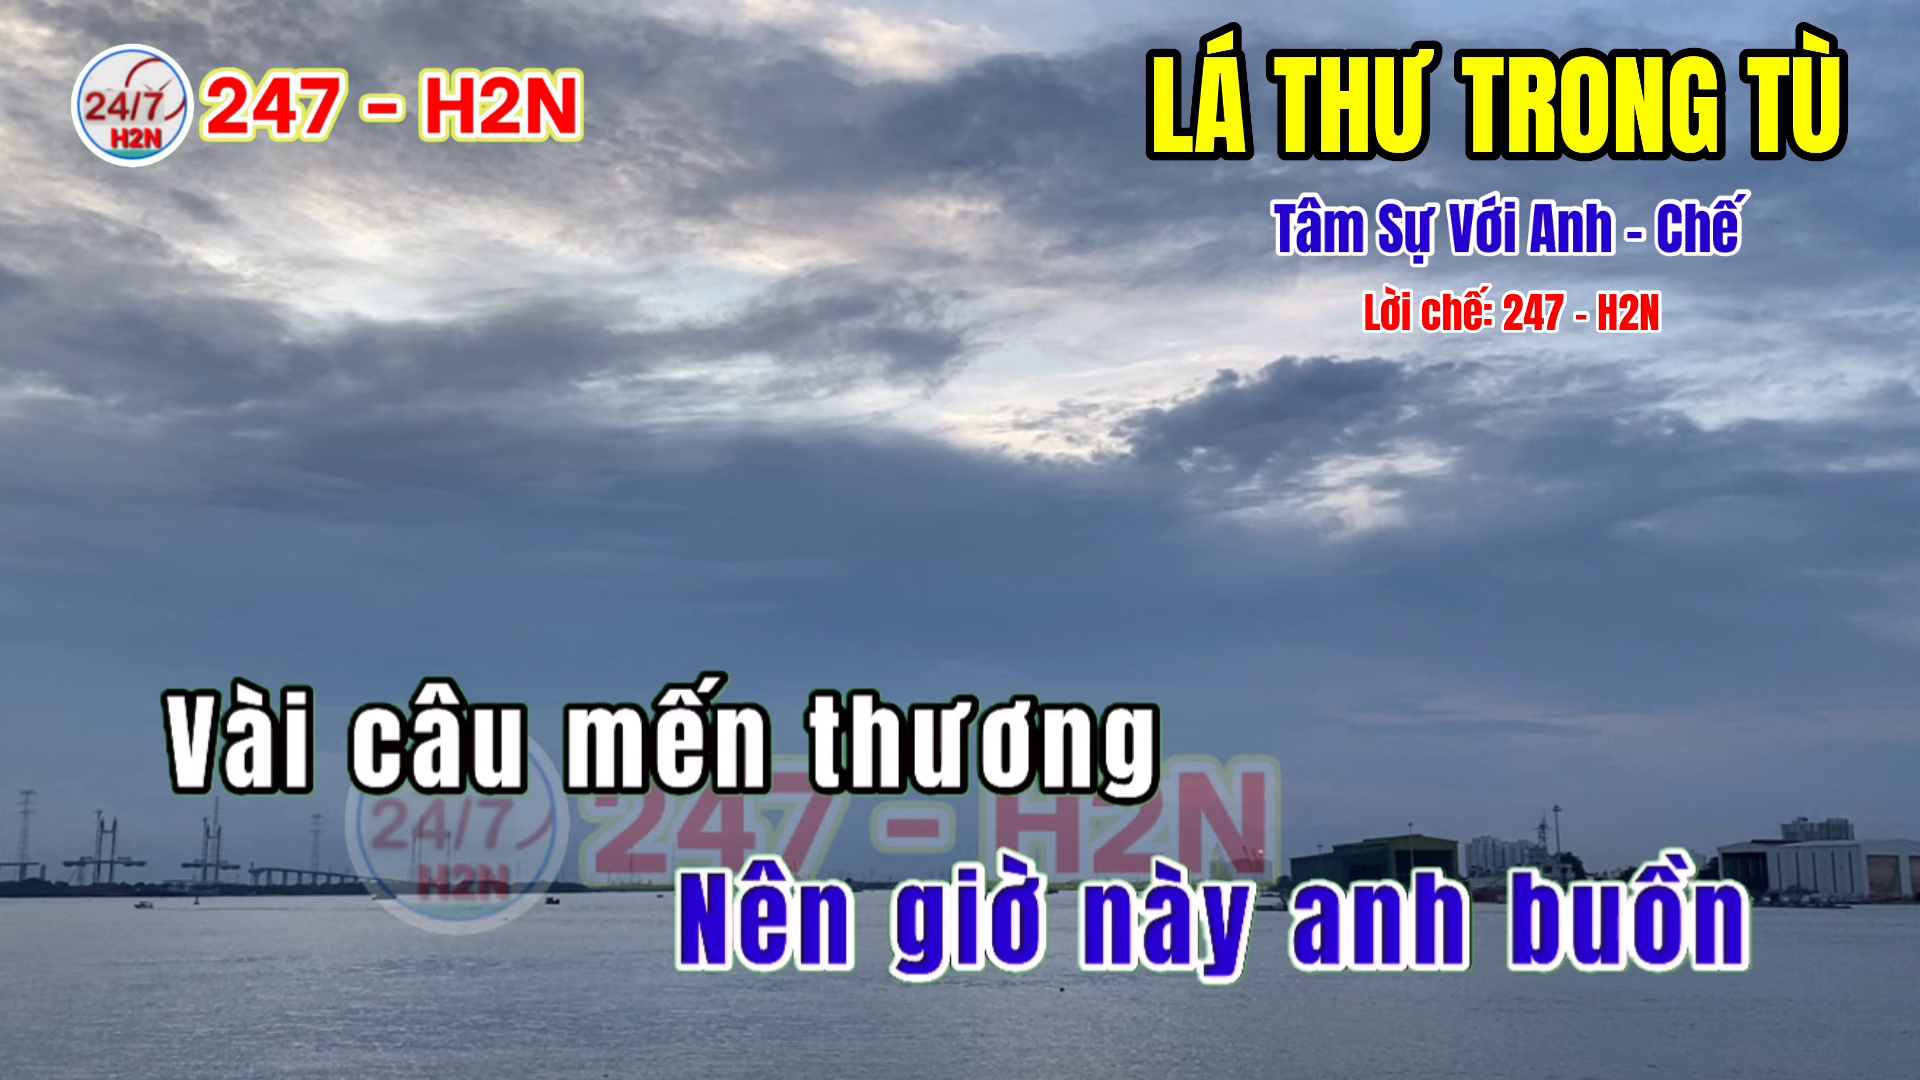 24/7
H2N
247 - H2N
LÁ THƯ TRONG TÙ
Tâm Sự Với Anh - Chế
Lời chế: 247 - H2N
Vài câu mến thương
24/7
H2N
247 - H2N
Nên giờ này anh buồn